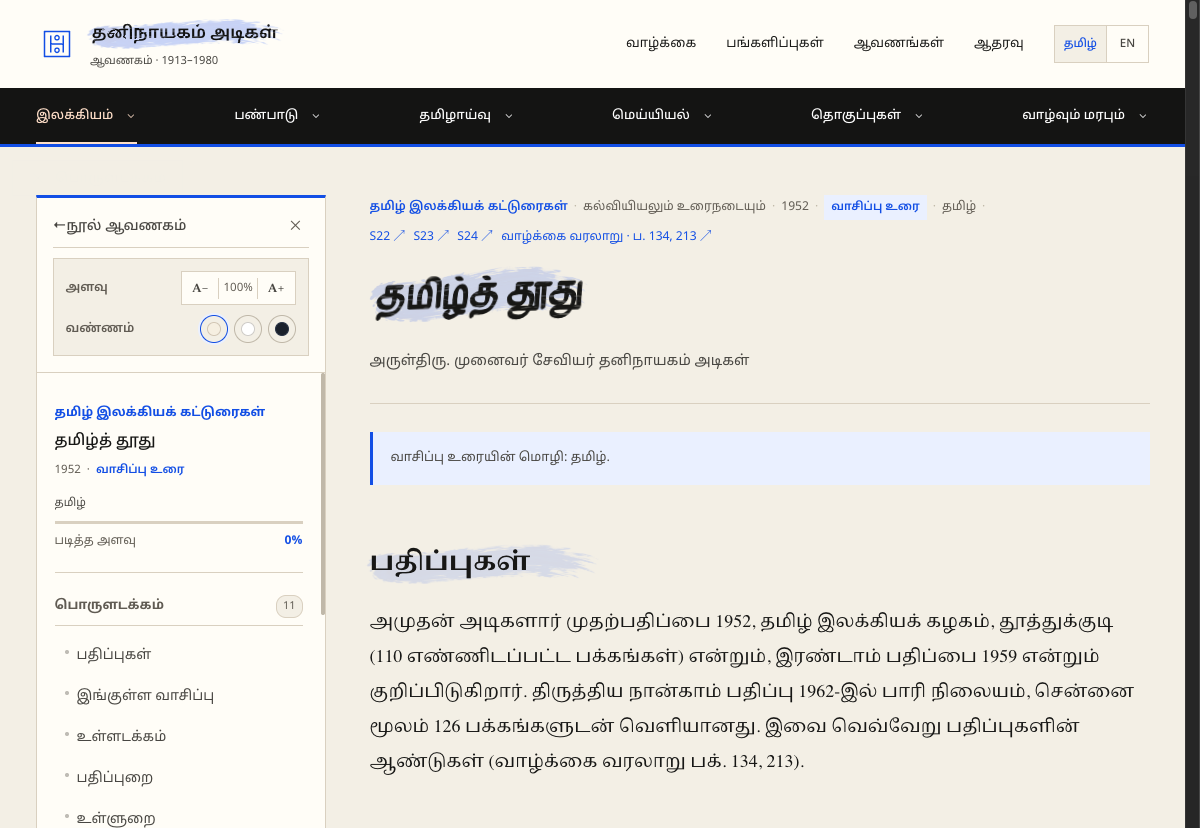 தனிநாயகம் அடிகள்
ஆவணகம் · 1913–1980
வாழ்க்கை பங்களிப்புகள் ஆவணங்கள் ஆதரவு தமிழ் EN
இலக்கியம் பண்பாடு தமிழாய்வு மெய்யியல் தொகுப்புகள் வாழ்வும் மரபும்
←நூல் ஆவணகம் ×
அளவு A− 100% A+
வண்ணம்
தமிழ் இலக்கியக் கட்டுரைகள்
தமிழ்த் தூது
1952 · வாசிப்பு உரை
தமிழ்
படித்த அளவு 0%
பொருளடக்கம் 11
பதிப்புகள்
இங்குள்ள வாசிப்பு
உள்ளடக்கம்
பதிப்புறை
உள்ளுறை
தமிழ் இலக்கியக் கட்டுரைகள் · கல்வியியலும் உரைநடையும் · 1952 · வாசிப்பு உரை · தமிழ் ·
S22 ↗ S23 ↗ S24 ↗ வாழ்க்கை வரலாறு · ப. 134, 213 ↗
தமிழ்த் தூது
அருள்திரு. முனைவர் சேவியர் தனிநாயகம் அடிகள்
வாசிப்பு உரையின் மொழி: தமிழ்.
பதிப்புகள்
அமுதன் அடிகளார் முதற்பதிப்பை 1952, தமிழ் இலக்கியக் கழகம், தூத்துக்குடி
(110 எண்ணிடப்பட்ட பக்கங்கள்) என்றும், இரண்டாம் பதிப்பை 1959 என்றும்
குறிப்பிடுகிறார். திருத்திய நான்காம் பதிப்பு 1962-இல் பாரி நிலையம், சென்னை
மூலம் 126 பக்கங்களுடன் வெளியானது. இவை வெவ்வேறு பதிப்புகளின்
ஆண்டுகள் (வாழ்க்கை வரலாறு பக். 134, 213).